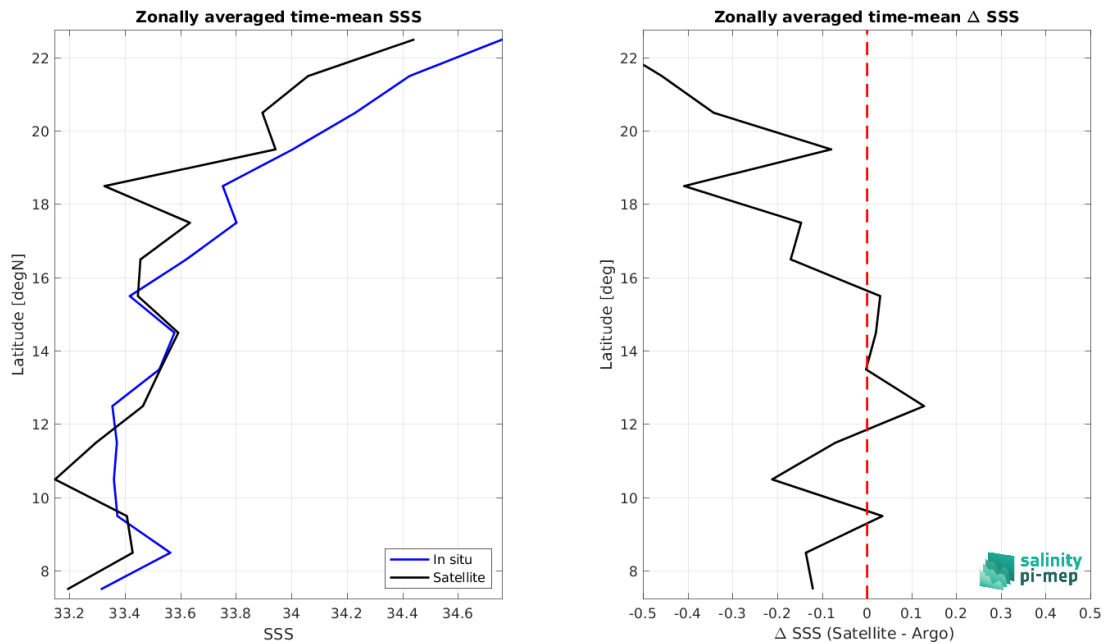 Zonally averaged time-mean SSS
22
20
18
16
14
12
10
8
Latitude [degN]
33.2 33.4 33.6 33.8 34 34.2 34.4 34.6
SSS
In situ
Satellite
Zonally averaged time-mean Δ SSS
22
20
18
16
14
12
10
8
Latitude [deg]
-0.5 -0.4 -0.3 -0.2 -0.1 0 0.1 0.2 0.3 0.4 0.5
Δ SSS (Satellite - Argo)
salinity
pi-mep